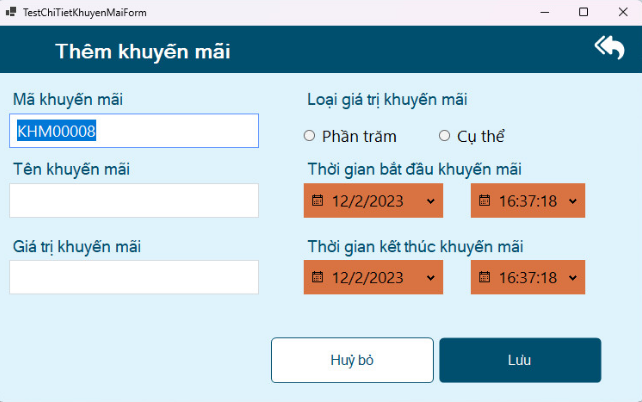 TestChiTietKhuyenMaiForm
Thêm khuyến mãi
Mã khuyến mãi
Loại giá trị khuyến mãi
KHM00008
Phần trăm
Cụ thể
Tên khuyến mãi
Thời gian bắt đầu khuyến mãi
12/2/2023
16:37:18
Giá trị khuyến mãi
Thời gian kết thúc khuyến mãi
12/2/2023
16:37:18
Huỷ bỏ
Lưu